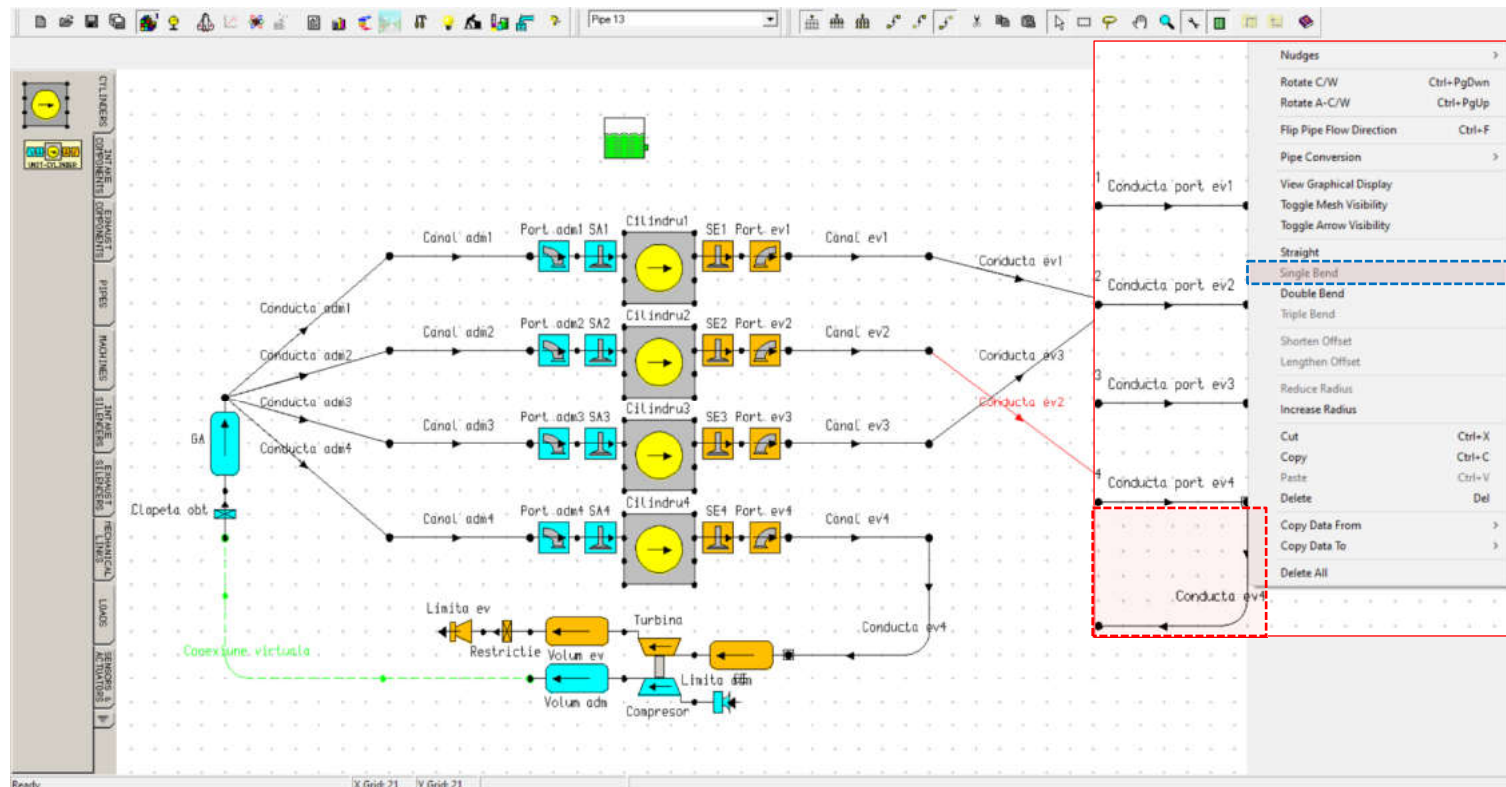 Pipe 13
CYLINDERS
INTAKE COMPONENTS
EXHAUST COMPONENTS
PIPES
MACHINES
INTAKE SILENCERS
EXHAUST SILENCERS
MECHANICAL LINKS
LOADS
SENSORS & ACTUATORS
UNIT-CYLINDER
Canal adm1
Port adm1 SA1
Cilindru1
SE1 Port ev1
Canal ev1
Conducta ev1
Conducta adm1
Canal adm2
Port adm2 SA2
Cilindru2
SE2 Port ev2
Canal ev2
Conducta adm2
Conducta ev3
Conducta adm3
Conducta ev2
Canal adm3
Port adm3 SA3
Cilindru3
SE3 Port ev3
Canal ev3
GA
Conducta adm4
Clapeta obt
Canal adm4
Port adm4 SA4
Cilindru4
SE4 Port ev4
Canal ev4
Limita ev
Turbina
Conducta ev4
Conexiune virtuala
Restrictie
Volum ev
Limita adm
Volum adm
Compresor
1
Conducta port ev1
2
Conducta port ev2
3
Conducta port ev3
4
Conducta port ev4
Conducta ev4
Nudges >
Rotate C/W Ctrl+PgDwn
Rotate A-C/W Ctrl+PgUp
Flip Pipe Flow Direction Ctrl+F
Pipe Conversion >
View Graphical Display
Toggle Mesh Visibility
Toggle Arrow Visibility
Straight
Single Bend
Double Bend
Triple Bend
Shorten Offset
Lengthen Offset
Reduce Radius
Increase Radius
Cut Ctrl+X
Copy Ctrl+C
Paste Ctrl+V
Delete Del
Copy Data From >
Copy Data To >
Delete All
Ready
X Grid: 21
Y Grid: 21